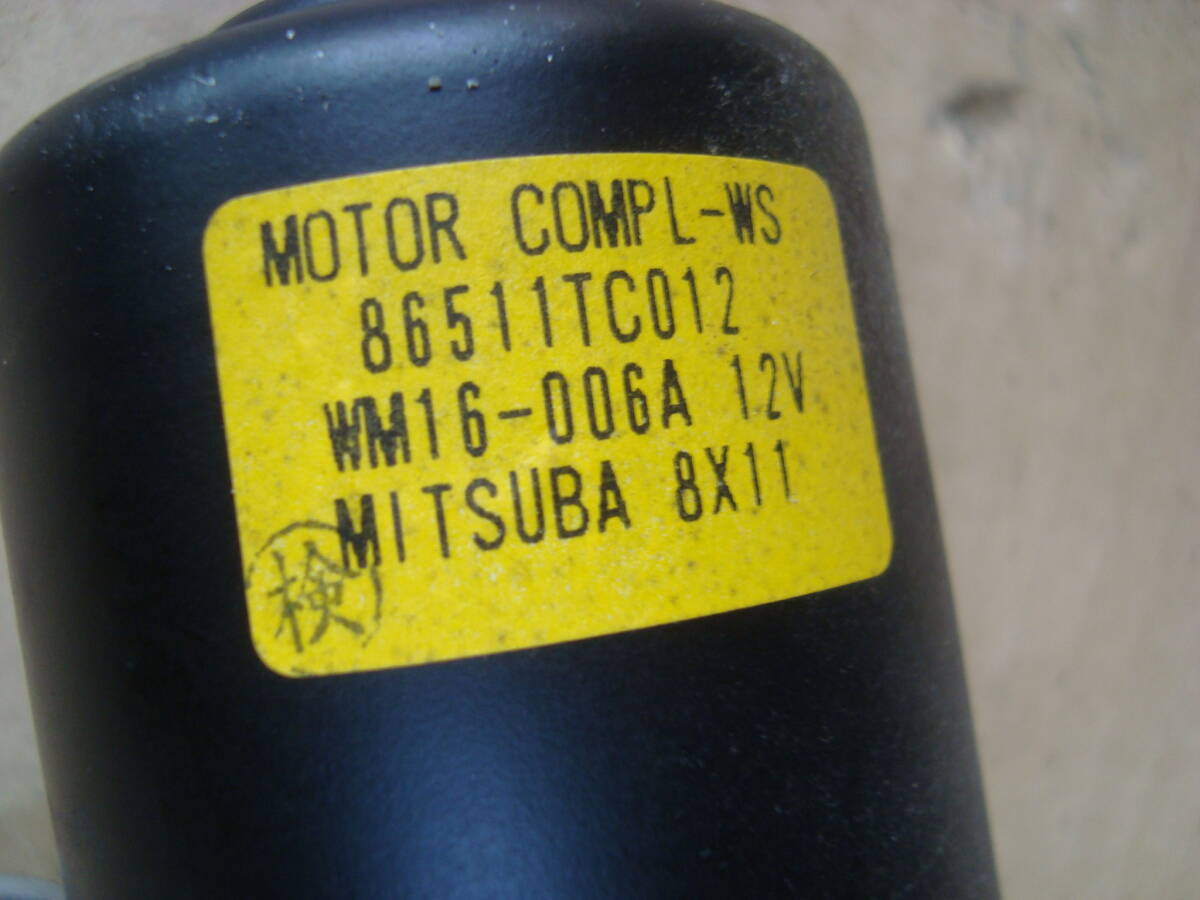 MOTOR COMPL-WS
86511TC012
WM16-006A 12V
MITSUBA 8X11
検